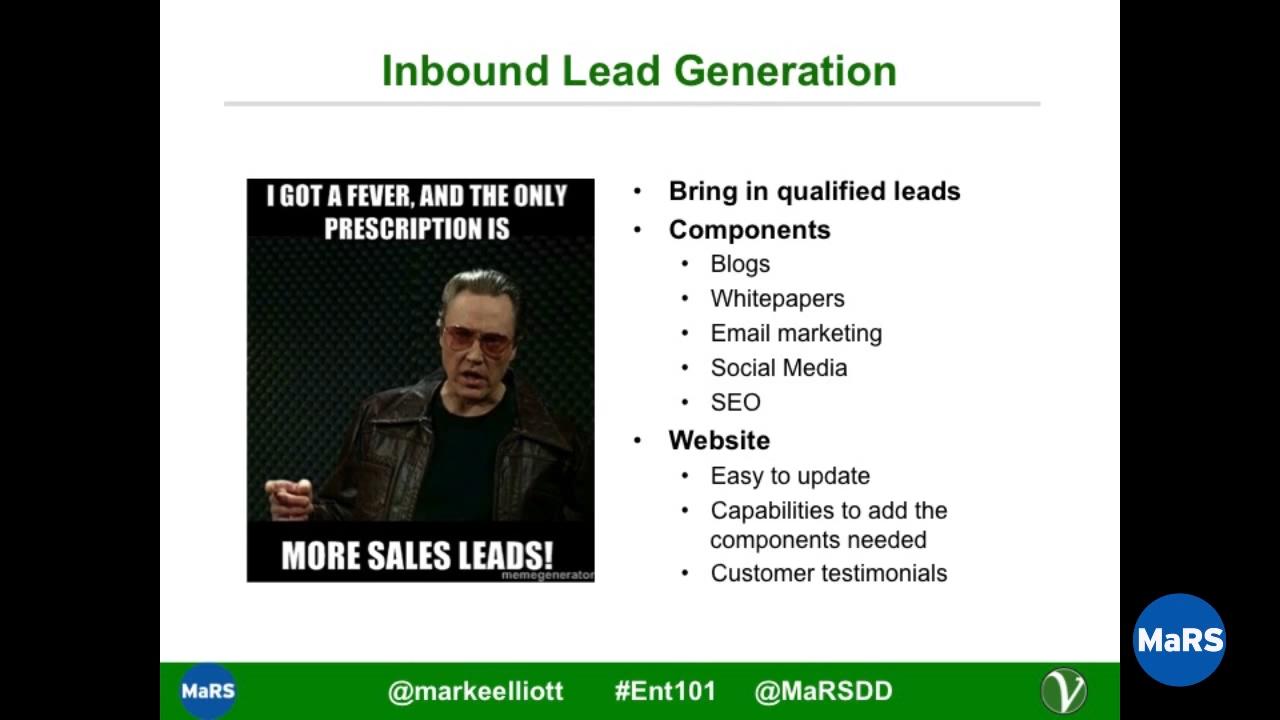 Inbound Lead Generation
I GOT A FEVER, AND THE ONLY
PRESCRIPTION IS
MORE SALES LEADS!
memegenerator
• Bring in qualified leads
• Components
• Blogs
• Whitepapers
• Email marketing
• Social Media
• SEO
• Website
• Easy to update
• Capabilities to add the
components needed
• Customer testimonials
MaRS
@markeelliott #Ent101 @MaRSDD
V
MaRS